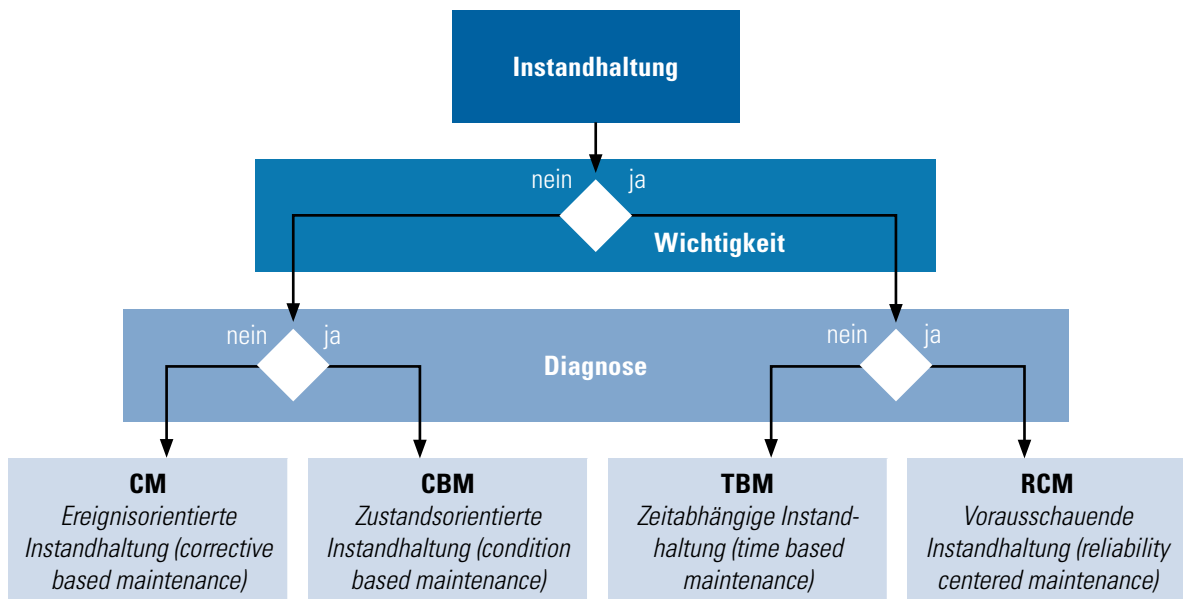 Instandhaltung
nein ja
Wichtigkeit
nein ja
Diagnose
nein ja
CM
Ereignisorientierte
Instandhaltung (corrective
based maintenance)
CBM
Zustandsorientierte
Instandhaltung (condition
based maintenance)
TBM
Zeitabhängige Instand-
haltung (time based
maintenance)
RCM
Vorausschauende
Instandhaltung (reliability
centered maintenance)